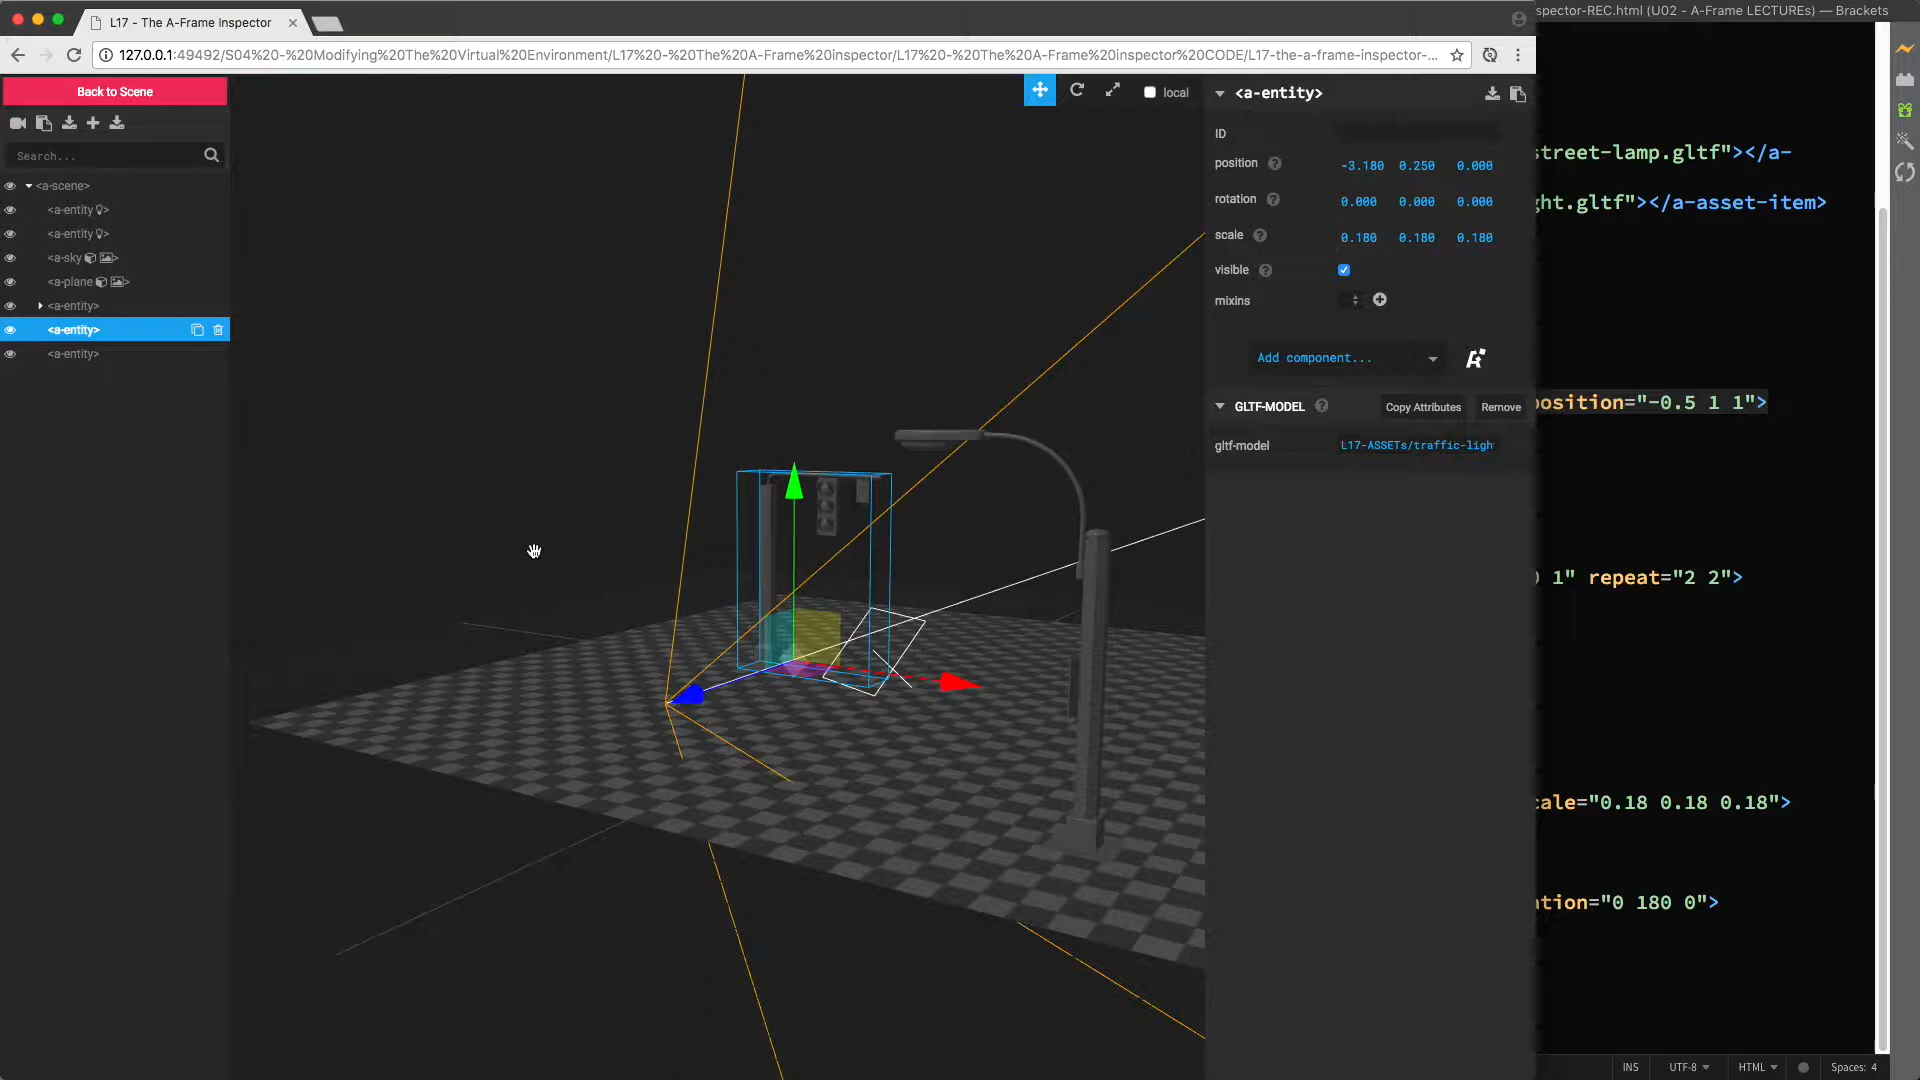 L17 - The A-Frame Inspector
spector-REC.html (U02 - A-Frame LECTUREs) — Brackets
127.0.0.1:49492/S04%20-%20Modifying%20The%20Virtual%20Environment/L17%20-%20The%20A-Frame%20inspector/L17%20-%20The%20A-Frame%20inspector%20CODE/L17-the-a-frame-inspector-...
Back to Scene
local
<a-entity>
Search...
ID
<a-scene>
<a-entity >
<a-entity >
<a-sky >
<a-plane >
<a-entity>
<a-entity>
<a-entity>
position ? -3.180 0.250 0.000
rotation ? 0.000 0.000 0.000
scale ? 0.180 0.180 0.180
visible ?
mixins
Add component...
GLTF-MODEL ? Copy Attributes Remove
gltf-model L17-ASSETs/traffic-ligh
street-lamp.gltf"></a-
ht.gltf"></a-asset-item>
position="-0.5 1 1">
0 1" repeat="2 2">
cale="0.18 0.18 0.18">
ation="0 180 0">
INS UTF-8 HTML Spaces: 4